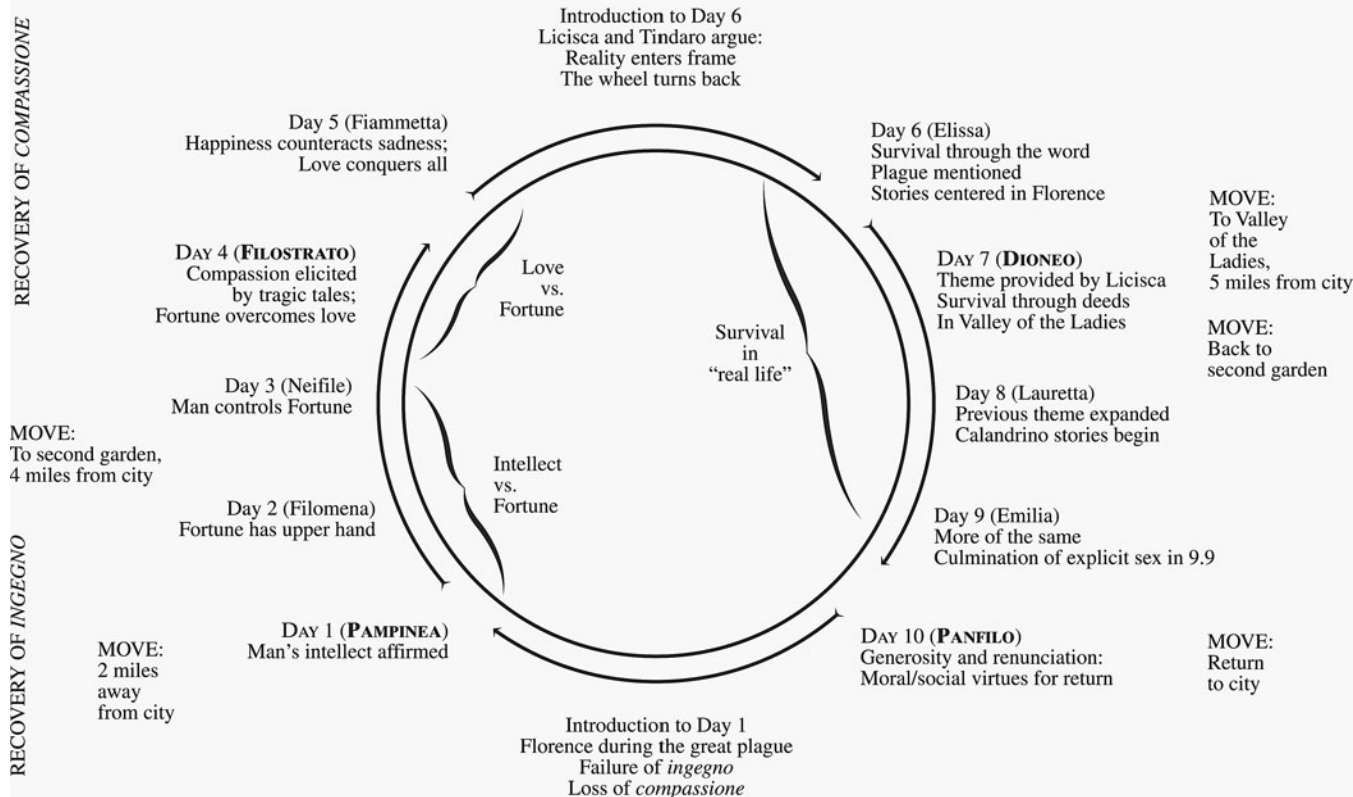 Introduction to Day 6
Licisca and Tindaro argue:
Reality enters frame
The wheel turns back
RECOVERY OF COMPASSIONE
Day 5 (Fiammetta)
Happiness counteracts sadness;
Love conquers all
Day 6 (Elissa)
Survival through the word
Plague mentioned
Stories centered in Florence
MOVE:
To Valley
of the
Ladies,
5 miles from city
DAY 4 (FILOSTRATO)
Compassion elicited
by tragic tales;
Fortune overcomes love
Love
vs.
Fortune
DAY 7 (DIONEO)
Theme provided by Licisca
Survival through deeds
In Valley of the Ladies
Survival
in
“real life”
MOVE:
Back to
second garden
Day 3 (Neifile)
Man controls Fortune
Day 8 (Lauretta)
Previous theme expanded
Calandrino stories begin
MOVE:
To second garden,
4 miles from city
Intellect
vs.
Fortune
Day 2 (Filomena)
Fortune has upper hand
Day 9 (Emilia)
More of the same
Culmination of explicit sex in 9.9
RECOVERY OF INGEGNO
DAY 1 (PAMPINEA)
Man’s intellect affirmed
MOVE:
2 miles
away
from city
DAY 10 (PANFILO)
Generosity and renunciation:
Moral/social virtues for return
MOVE:
Return
to city
Introduction to Day 1
Florence during the great plague
Failure of ingegno
Loss of compassione